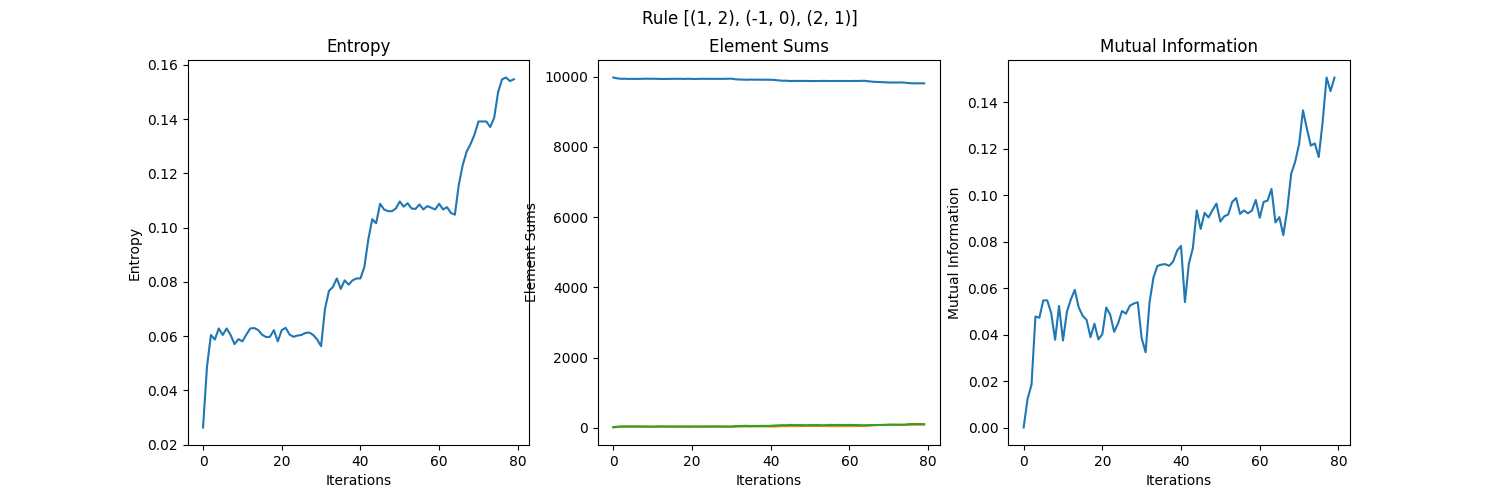 Rule [(1, 2), (-1, 0), (2, 1)]
Entropy
Element Sums
Mutual Information
0.16
0.14
0.12
0.10
0.08
0.06
0.04
0.02
Entropy
0 20 40 60 80
Iterations
10000
8000
6000
4000
2000
0
Element Sums
0 20 40 60 80
Iterations
0.14
0.12
0.10
0.08
0.06
0.04
0.02
0.00
Mutual Information
0 20 40 60 80
Iterations